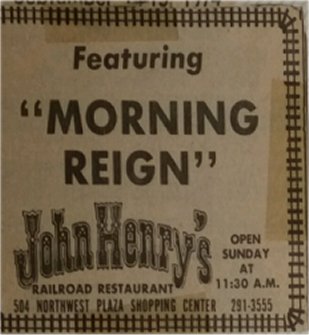 Featuring
"MORNING
REIGN"
John Henry's
RAILROAD RESTAURANT
OPEN
SUNDAY
AT
11:30 A.M.
504 NORTHWEST PLAZA SHOPPING CENTER 291-3555